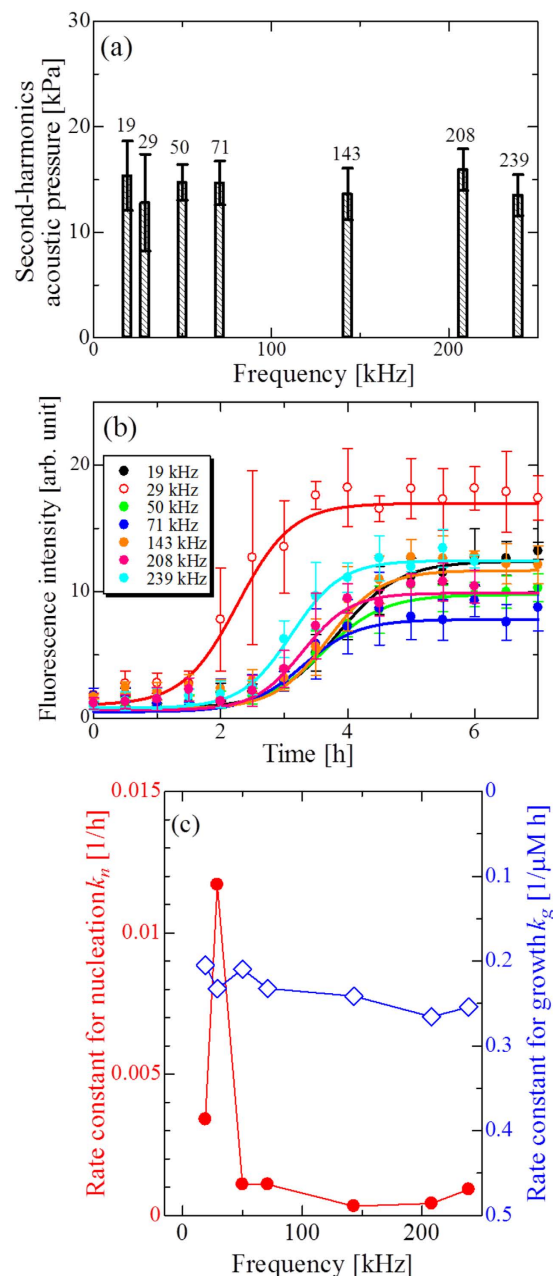 (a)
Second-harmonics
acoustic pressure [kPa]
30
20
10
0
19
29
50
71
143
208
239
0
100
200
Frequency [kHz]
(b)
Fluorescence intensity [arb. unit]
20
10
0
19 kHz
29 kHz
50 kHz
71 kHz
143 kHz
208 kHz
239 kHz
0
2
4
6
Time [h]
(c)
Rate constant for nucleation kn [1/h]
0.015
0.01
0.005
0
0
0.1
0.2
0.3
0.4
0.5
Rate constant for growth kg [1/μM h]
0
100
200
Frequency [kHz]